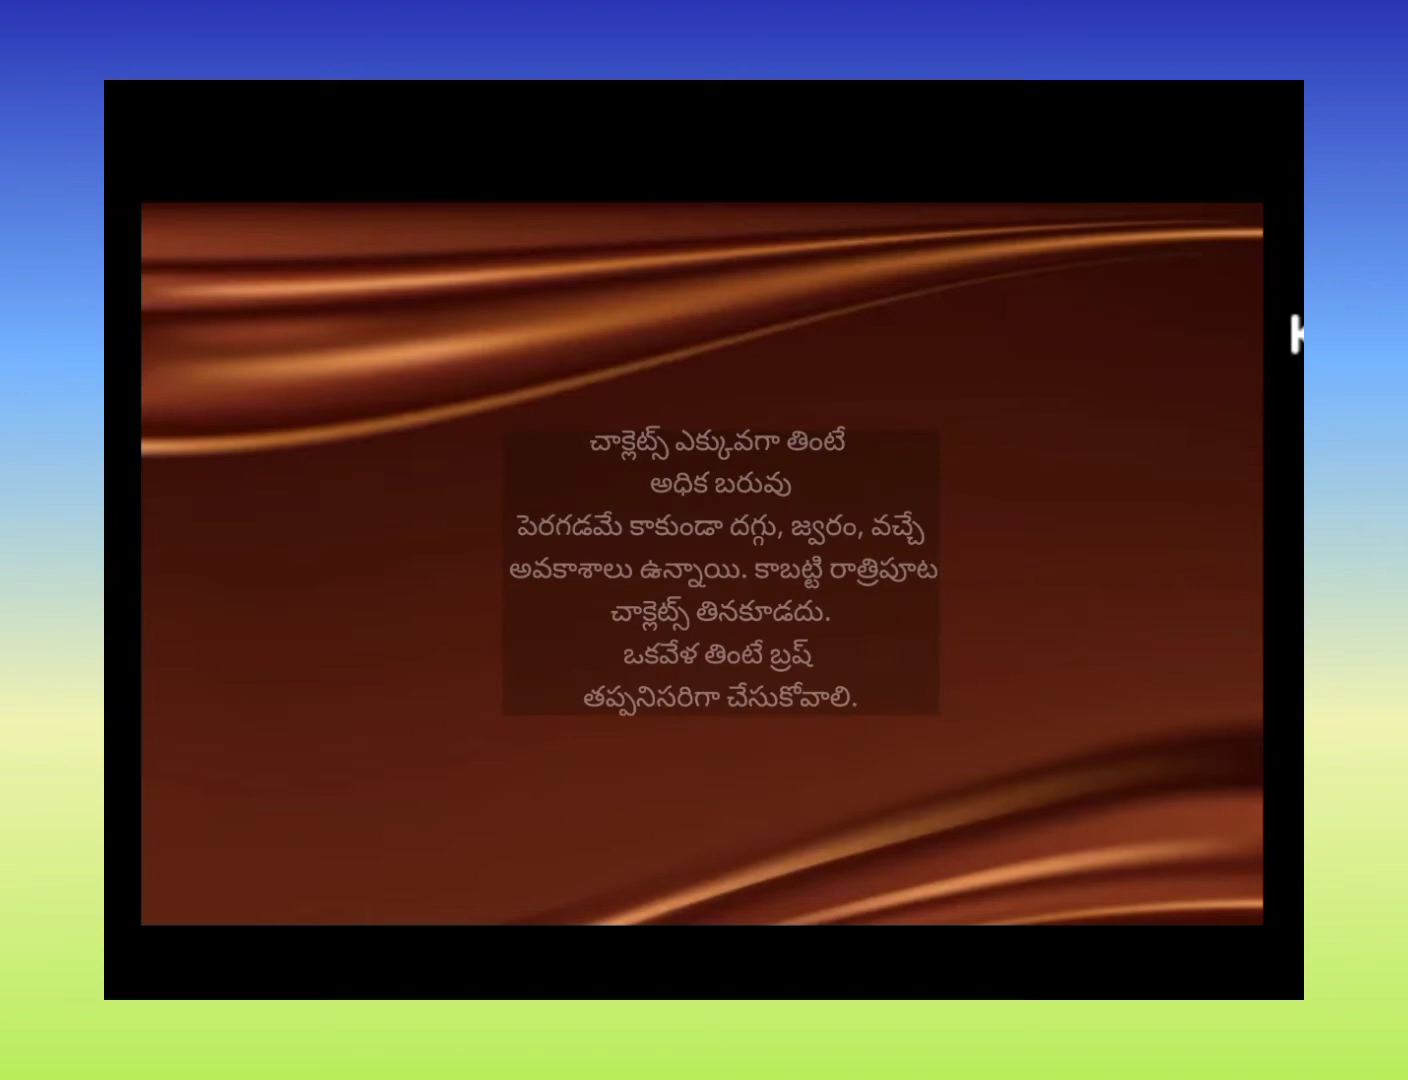 చాక్లెట్స్ ఎక్కువగా తింటే
అధిక బరువు
పెరగడమే కాకుండా దగ్గు, జ్వరం, వచ్చే
అవకాశాలు ఉన్నాయి. కాబట్టి రాత్రిపూట
చాక్లెట్స్ తినకూడదు.
ఒకవేళ తింటే బ్రష్
తప్పనిసరిగా చేసుకోవాలి.